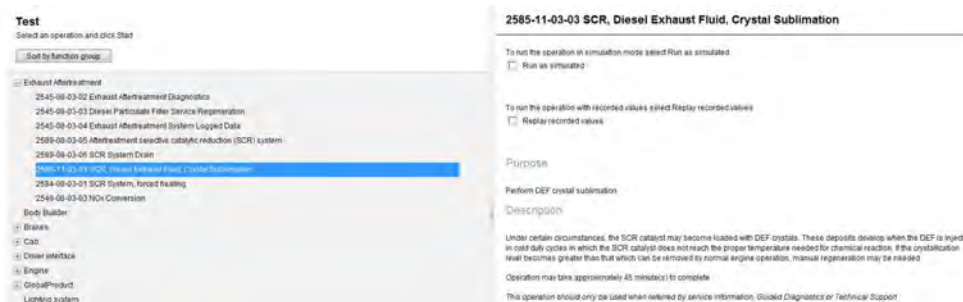 Test
Select an operation and click Start
Sort by function group
Exhaust Aftertreatment
2545-08-03-02 Exhaust Aftertreatment Diagnostics
2545-08-03-03 Diesel Particulate Filter Service Regeneration
2545-08-03-04 Exhaust Aftertreatment System Logged Data
2589-08-03-05 Aftertreatment selective catalytic reduction (SCR) system
2589-08-03-06 SCR System Drain
2585-11-03-03 SCR, Diesel Exhaust Fluid, Crystal Sublimation
2584-08-03-01 SCR System, forced heating
2549-08-03-03 NOx Conversion
Body Builder
Brakes
Cab
Driver interface
Engine
GlobalProduct
Lighting system
2585-11-03-03 SCR, Diesel Exhaust Fluid, Crystal Sublimation
To run the operation in simulation mode select Run as simulated
Run as simulated
To run the operation with recorded values select Replay recorded values
Replay recorded values
Purpose
Perform DEF crystal sublimation
Description
Under certain circumstances, the SCR catalyst may become loaded with DEF crystals. These deposits develop when the DEF is inject
in cold duty cycles in which the SCR catalyst does not reach the proper temperature needed for chemical reaction. If the crystallization
level becomes greater than that which can be removed by normal engine operation, manual regeneration may be needed
Operation may take approximately 45 minute(s) to complete
This operation should only be used when referred by service information, Guided Diagnostics or Technical Support